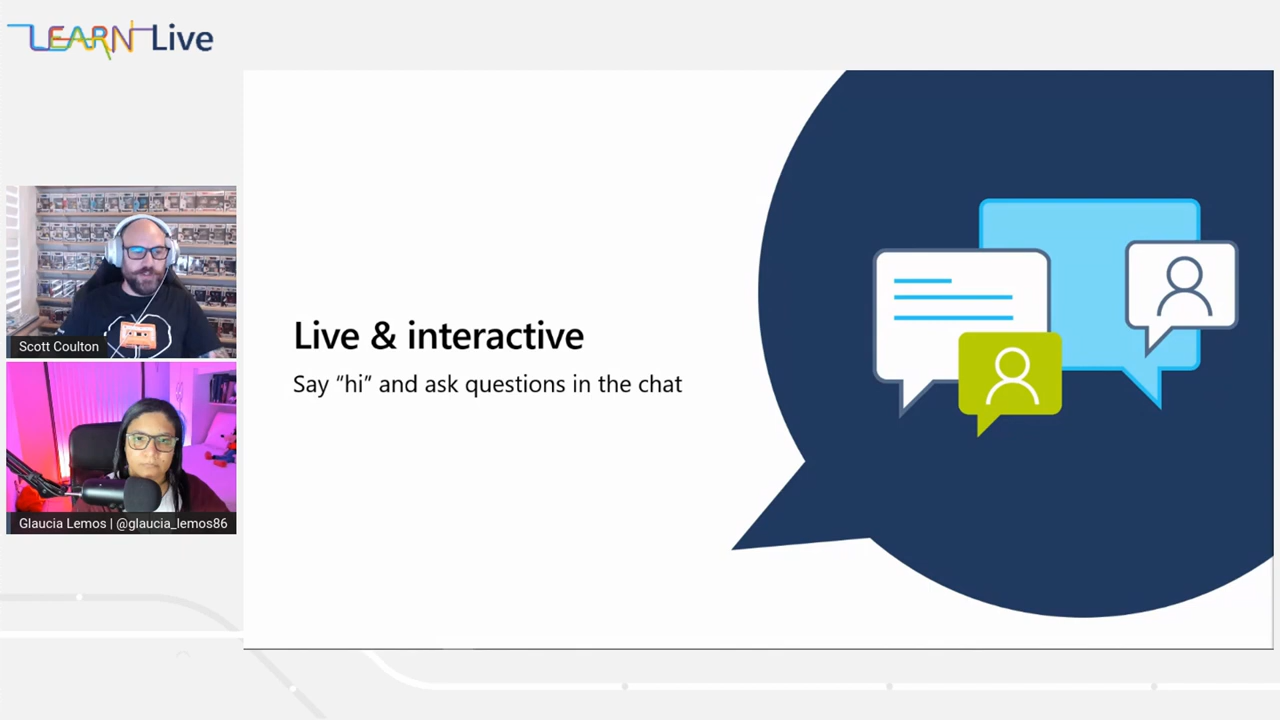 LEARN Live
Live & interactive
Say “hi” and ask questions in the chat
Scott Coulton
Glaucia Lemos | @glaucia_lemos86